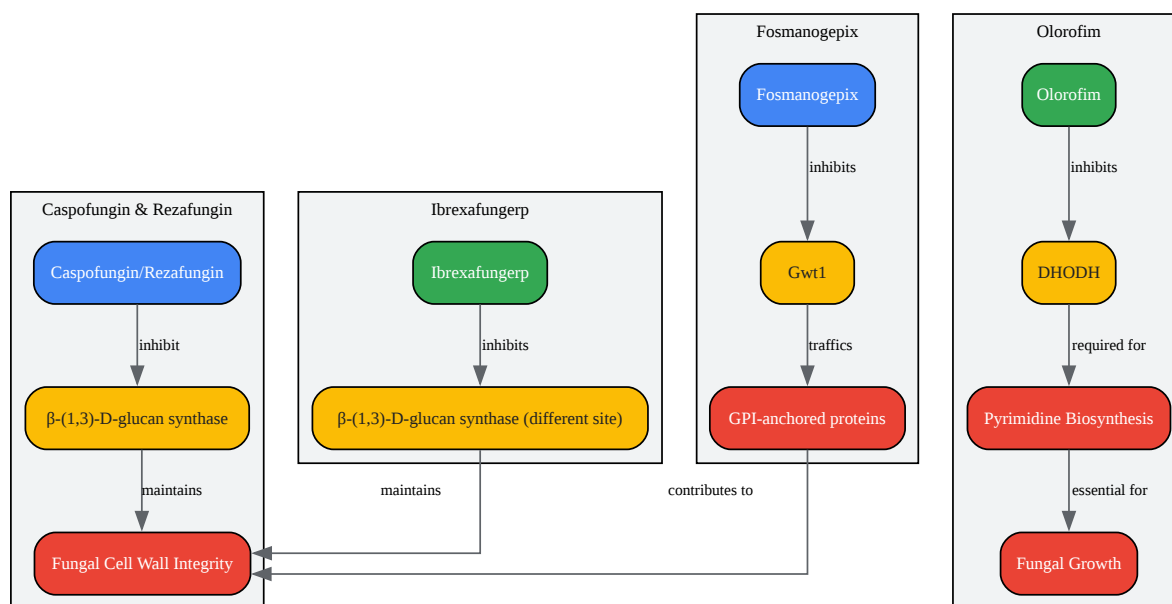 Caspofungin & Rezafungin
Caspofungin/Rezafungin
inhibit
β-(1,3)-D-glucan synthase
maintains
Fungal Cell Wall Integrity
Ibrexafungerp
Ibrexafungerp
inhibits
β-(1,3)-D-glucan synthase (different site)
maintains
Fosmanogepix
Fosmanogepix
inhibits
Gwt1
traffics
GPI-anchored proteins
contributes to
Olorofim
Olorofim
inhibits
DHODH
required for
Pyrimidine Biosynthesis
essential for
Fungal Growth